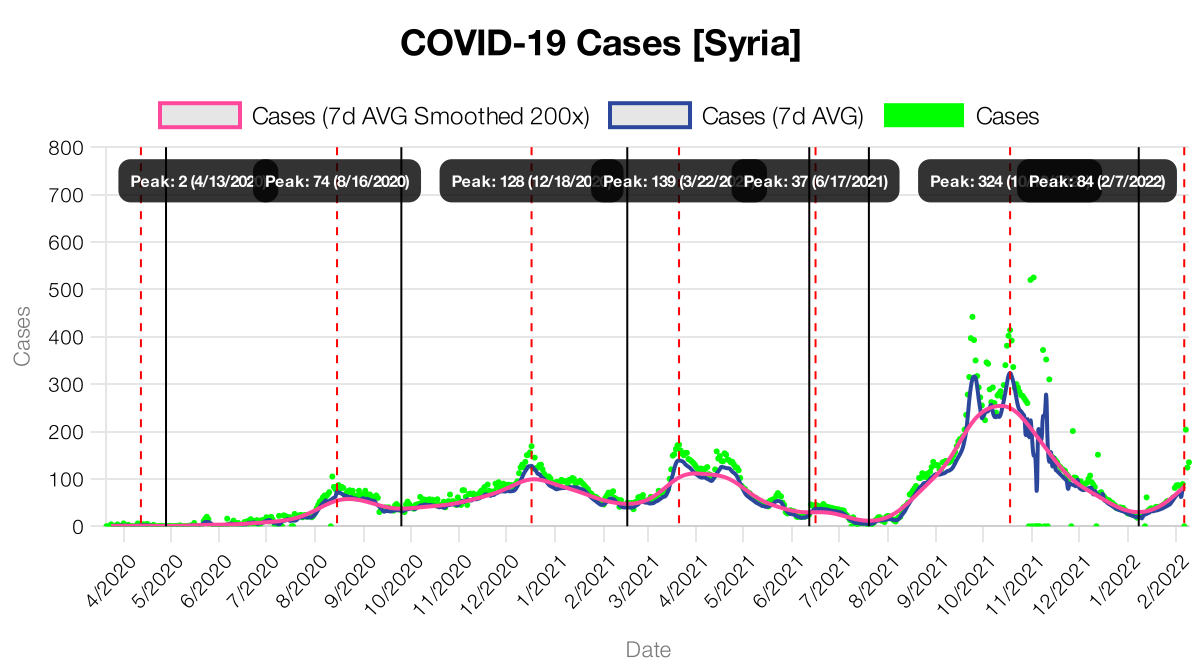 COVID-19 Cases [Syria]
Cases (7d AVG Smoothed 200x) Cases (7d AVG) Cases
800
700
600
500
400
300
200
100
0
Cases
Peak: 2 (4/13/2020 Peak: 74 (8/16/2020) Peak: 128 (12/18/20 Peak: 139 (3/22/20 Peak: 37 (6/17/2021) Peak: 324 (1 Peak: 84 (2/7/2022)
4/2020 5/2020 6/2020 7/2020 8/2020 9/2020 10/2020 11/2020 12/2020 1/2021 2/2021 3/2021 4/2021 5/2021 6/2021 7/2021 8/2021 9/2021 10/2021 11/2021 12/2021 1/2022 2/2022
Date